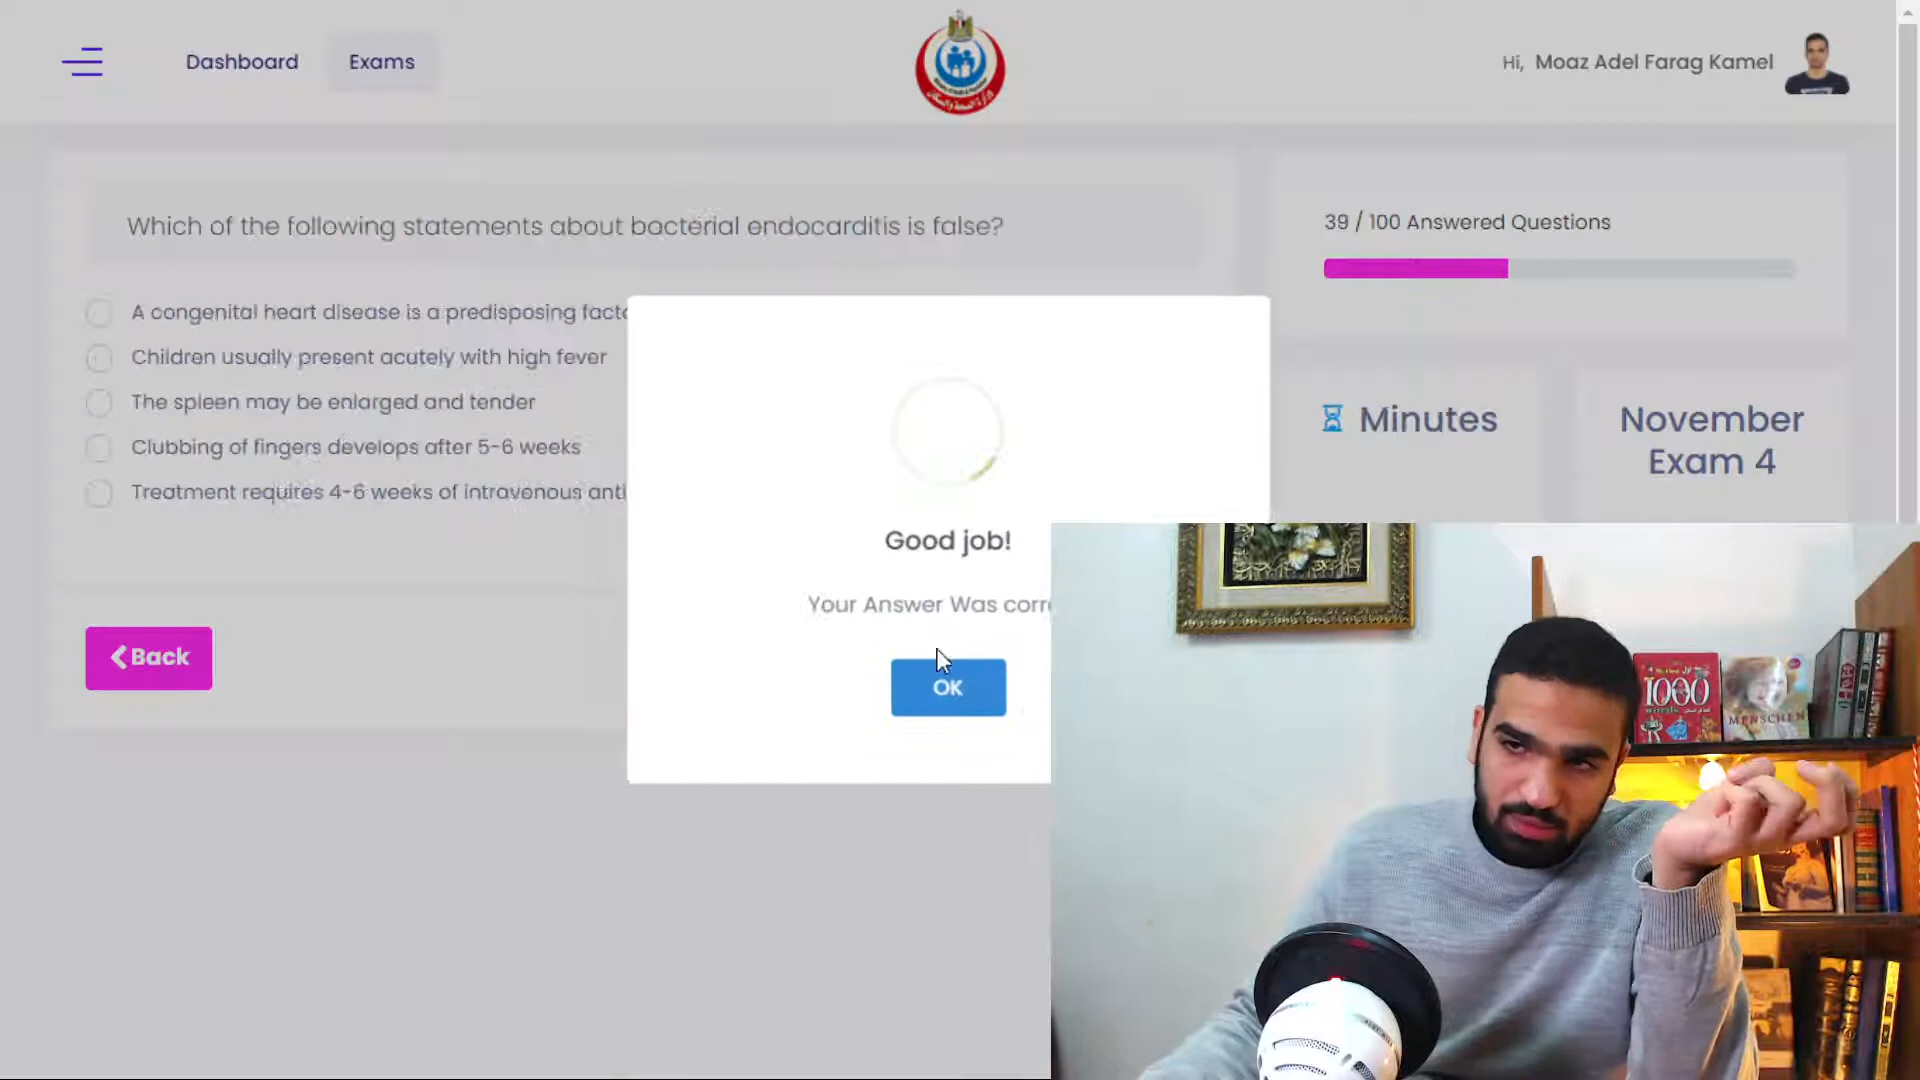 Dashboard
Exams
Hi, Moaz Adel Farag Kamel
Which of the following statements about bacterial endocarditis is false?
A congenital heart disease is a predisposing facto
Children usually present acutely with high fever
The spleen may be enlarged and tender
Clubbing of fingers develops after 5-6 weeks
Treatment requires 4-6 weeks of intravenous anti
Back
Good job!
Your Answer Was corre
OK
39 / 100 Answered Questions
Minutes
November
Exam 4
1000
words
MENSCHEN